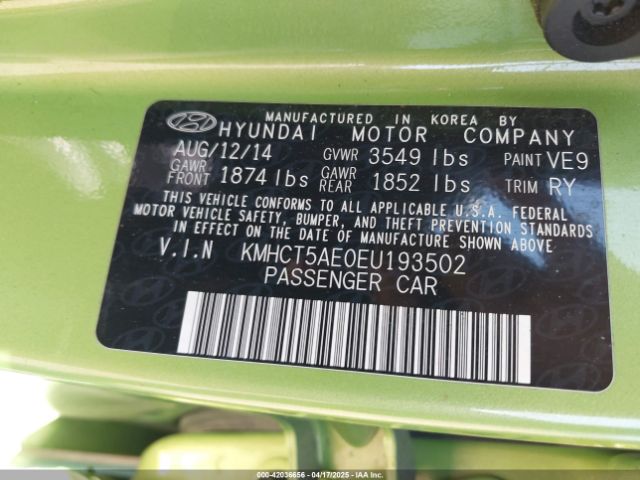 MANUFACTURED IN KOREA BY
HYUNDAI MOTOR COMPANY
AUG/12/14 GVWR 3549 lbs PAINT VE9
GAWR FRONT 1874 lbs GAWR REAR 1852 lbs TRIM RY
THIS VEHICLE CONFORMS TO ALL APPLICABLE U.S.A. FEDERAL
MOTOR VEHICLE SAFETY, BUMPER, AND THEFT PREVENTION
STANDARDS IN EFFECT ON THE DATE OF MANUFACTURE SHOWN ABOVE
V.I.N KMHCT5AE0EU193502
PASSENGER CAR
000-42036656 - 04/17/2025 - IAA Inc.